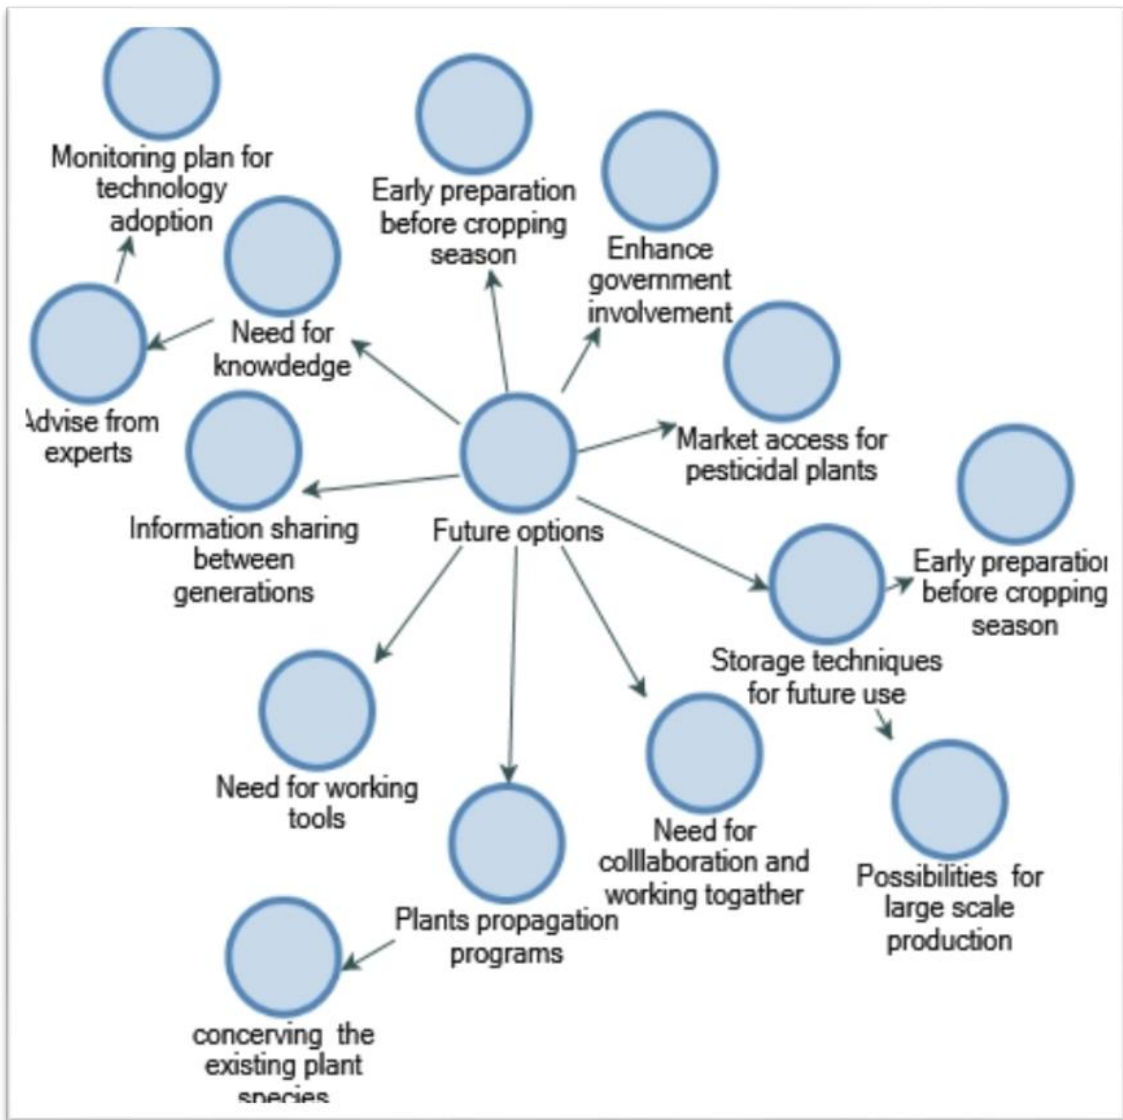 Monitoring plan for
technology
adoption
Early preparation
before cropping
season
Enhance
government
involvement
Need for
knowdedge
Advise from
experts
Market access for
pesticidal plants
Information sharing
between
generations
Future options
Early preparation
before cropping
season
Storage techniques
for future use
Need for working
tools
Need for
colllaboration and
working togather
Possibilities for
large scale
production
Plants propagation
programs
concerving the
existing plant
species